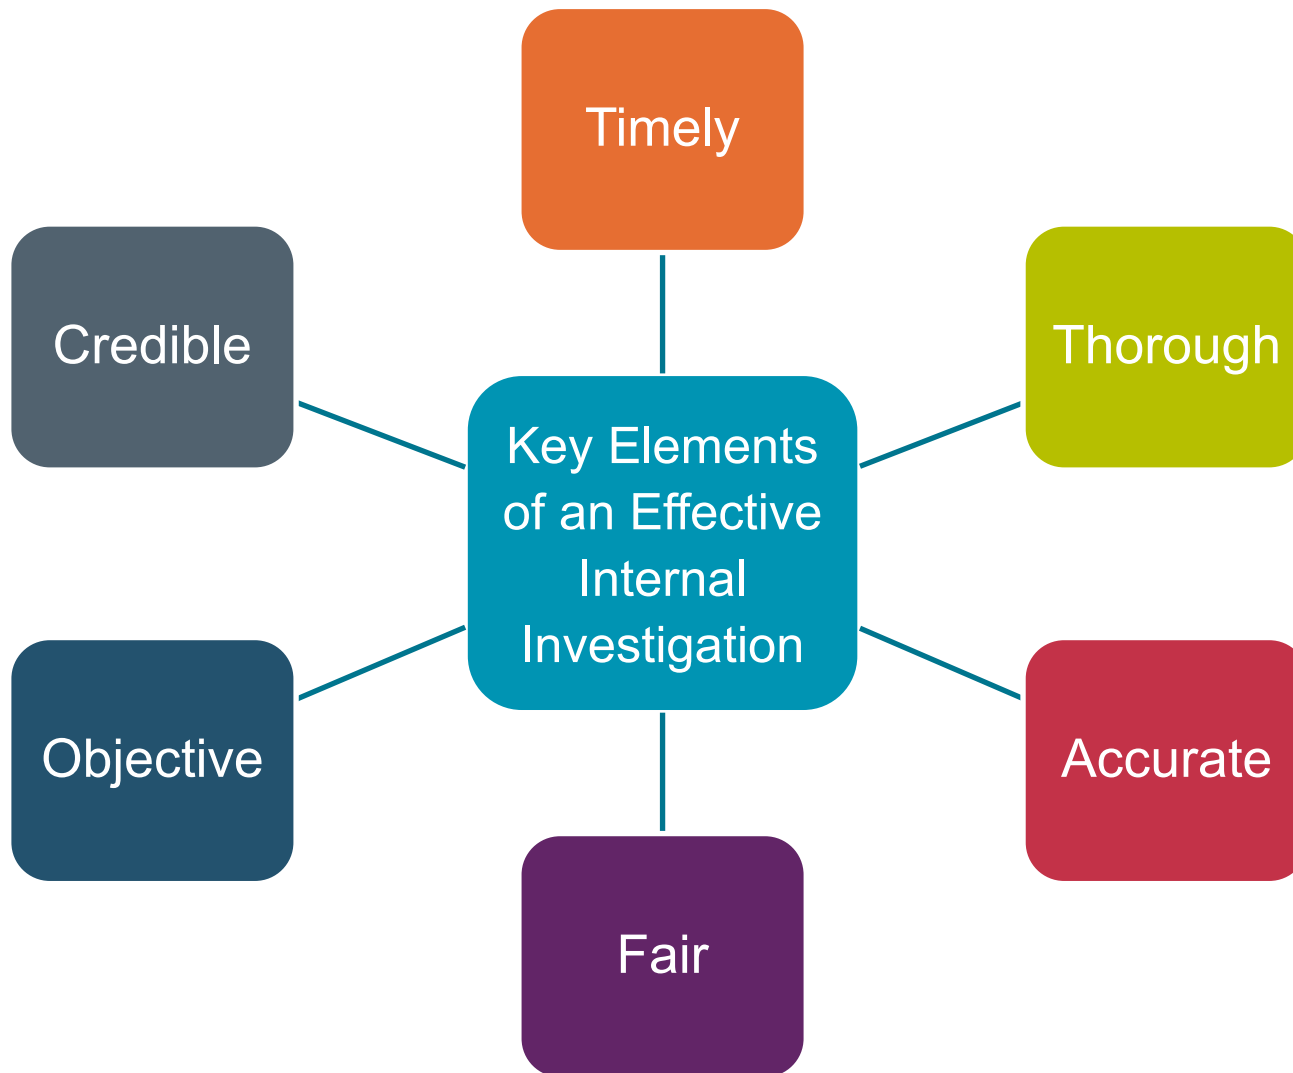 Timely
Credible
Thorough
Key Elements
of an Effective
Internal
Investigation
Objective
Accurate
Fair